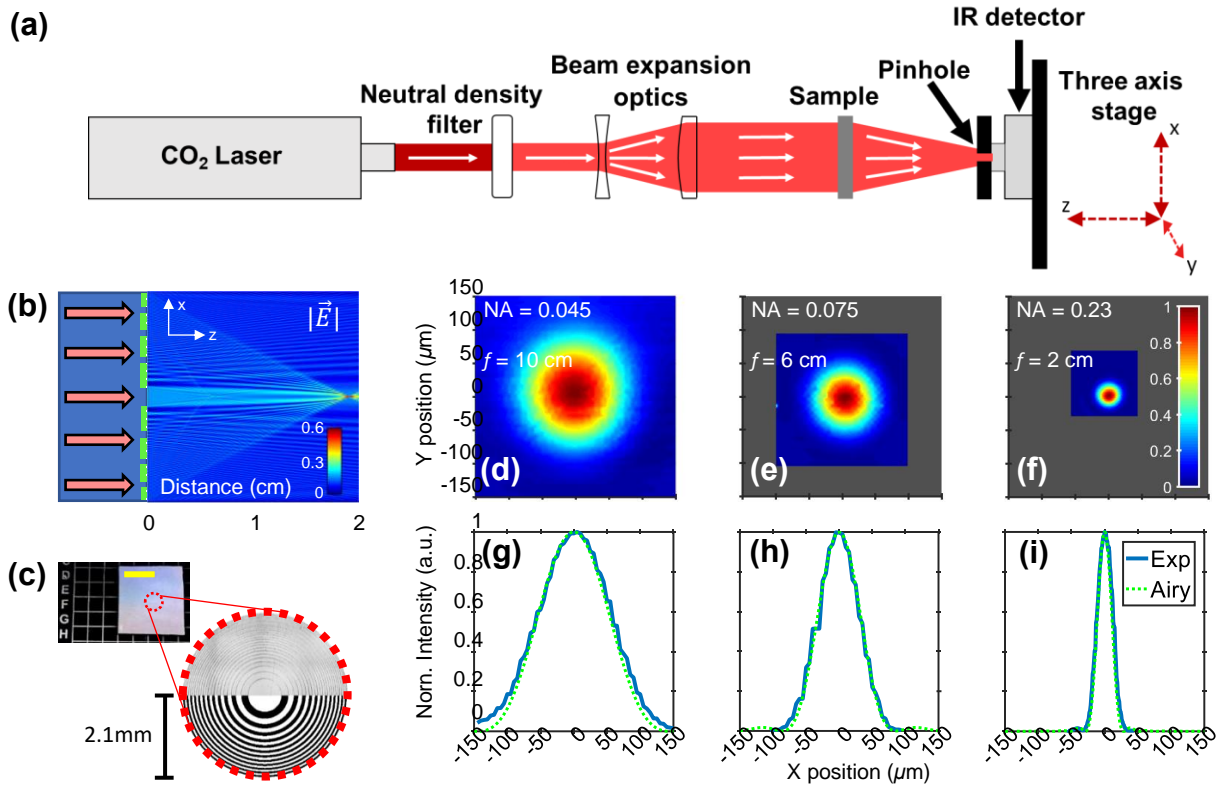 (a)
CO₂ Laser
Neutral density
filter
Beam expansion
optics
Sample
Pinhole
IR detector
Three axis
stage
x
z
y
(b)
x
z
|E⃗|
0.6
0.3
0
Distance (cm)
0
1
2
(c)
D
E
F
G
H
2.1mm
Y position (µm)
150
100
50
0
-50
-100
-150
NA = 0.045
f = 10 cm
(d)
NA = 0.075
f = 6 cm
(e)
NA = 0.23
f = 2 cm
(f)
1
0.8
0.6
0.4
0.2
0
Norm. Intensity (a.u.)
1
0.8
0.6
0.4
0.2
0
(g)
-150
-100
-50
0
50
100
150
(h)
-150
-100
-50
0
50
100
150
(i)
Exp
Airy
-150
-100
-50
0
50
100
150
X position (µm)